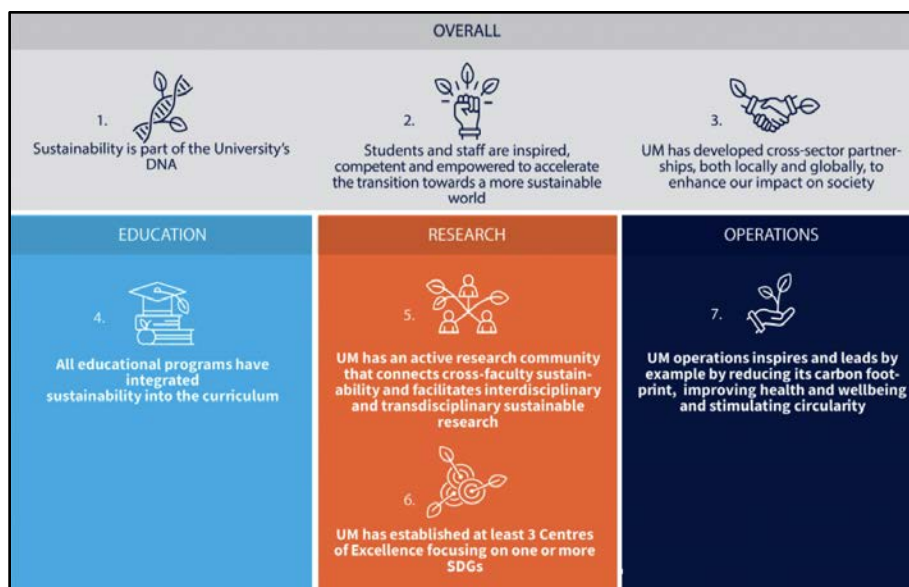 OVERALL
1.
Sustainability is part of the University's
DNA
2.
Students and staff are inspired,
competent and empowered to accelerate
the transition towards a more sustainable
world
3.
UM has developed cross-sector partner-
ships, both locally and globally, to
enhance our impact on society
EDUCATION
4.
All educational programs have
integrated
sustainability into the curriculum
RESEARCH
5.
UM has an active research community
that connects cross-faculty sustain-
ability and facilitates interdisciplinary
and transdisciplinary sustainable
research
6.
UM has established at least 3 Centres
of Excellence focusing on one or more
SDGs
OPERATIONS
7.
UM operations inspires and leads by
example by reducing its carbon foot-
print, improving health and wellbeing
and stimulating circularity